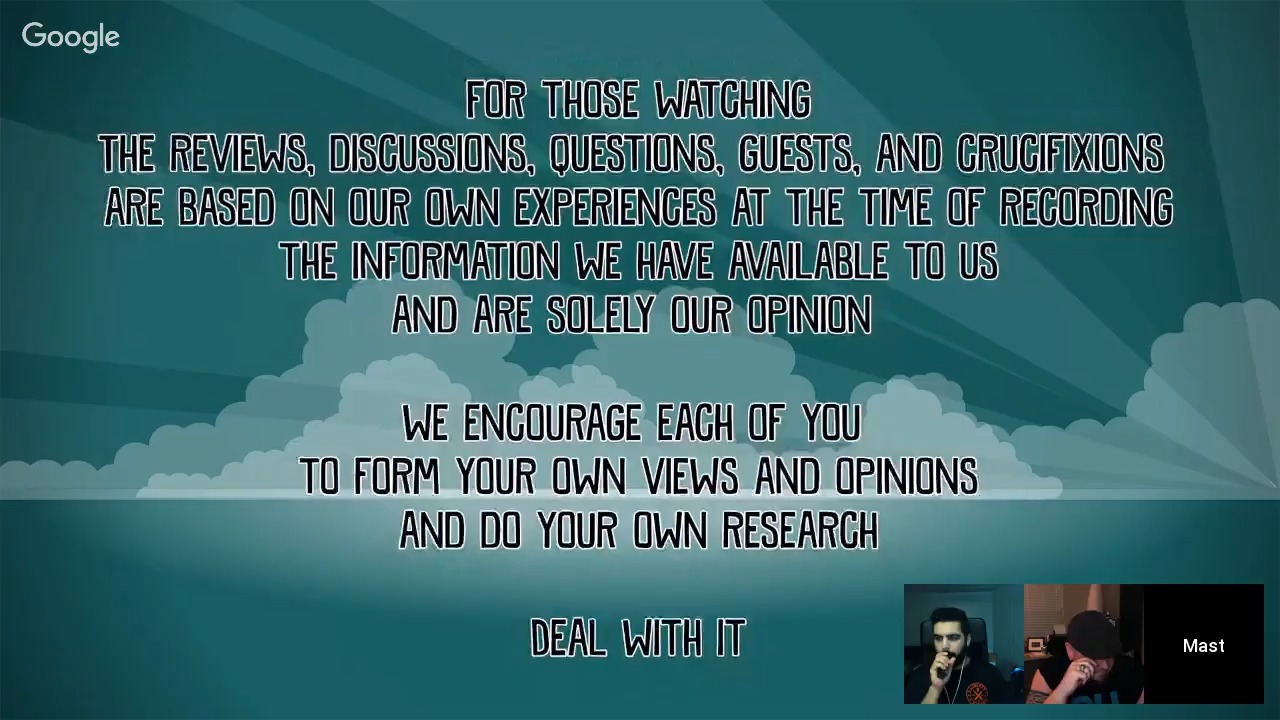 Google
FOR THOSE WATCHING
THE REVIEWS, DISCUSSIONS, QUESTIONS, GUESTS, AND CRUCIFIXIONS
ARE BASED ON OUR OWN EXPERIENCES AT THE TIME OF RECORDING
THE INFORMATION WE HAVE AVAILABLE TO US
AND ARE SOLELY OUR OPINION
WE ENCOURAGE EACH OF YOU
TO FORM YOUR OWN VIEWS AND OPINIONS
AND DO YOUR OWN RESEARCH
DEAL WITH IT
Mast